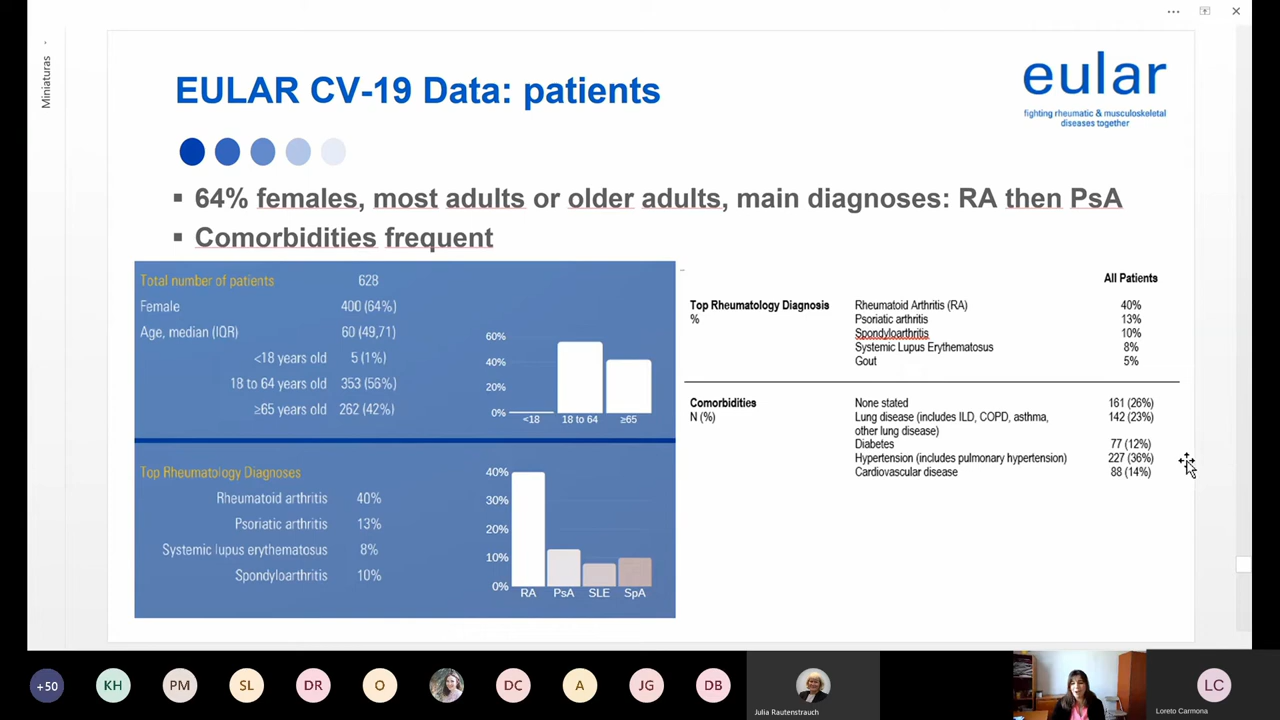 Miniaturas
EULAR CV-19 Data: patients
eular
fighting rheumatic & musculoskeletal
diseases together
▪ 64% females, most adults or older adults, main diagnoses: RA then PsA
▪ Comorbidities frequent
Total number of patients 628
Female 400 (64%)
Age, median (IQR) 60 (49,71)
<18 years old 5 (1%)
18 to 64 years old 353 (56%)
≥65 years old 262 (42%)
60%
40%
20%
0%
<18 18 to 64 ≥65
Top Rheumatology Diagnoses
Rheumatoid arthritis 40%
Psoriatic arthritis 13%
Systemic lupus erythematosus 8%
Spondyloarthritis 10%
40%
30%
20%
10%
0%
RA PsA SLE SpA
All Patients
Top Rheumatology Diagnosis Rheumatoid Arthritis (RA) 40%
% Psoriatic arthritis 13%
Spondyloarthritis 10%
Systemic Lupus Erythematosus 8%
Gout 5%
Comorbidities None stated 161 (26%)
N (%) Lung disease (includes ILD, COPD, asthma, 142 (23%)
other lung disease)
Diabetes 77 (12%)
Hypertension (includes pulmonary hypertension) 227 (36%)
Cardiovascular disease 88 (14%)
+50 KH PM SL DR O DC A JG DB LC
Julia Rautenstrauch
Loreto Carmona